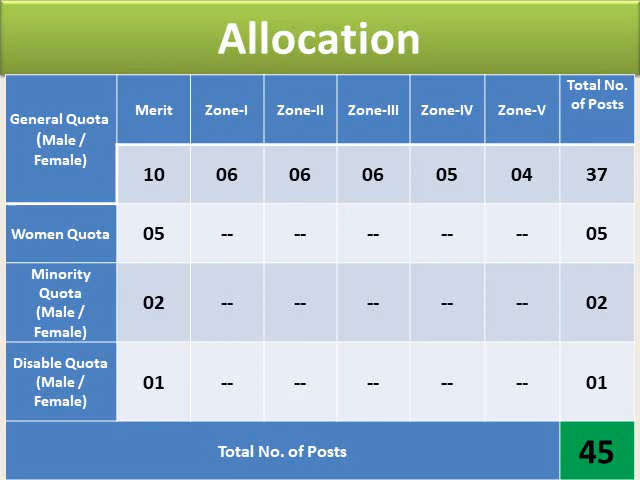 Allocation
General Quota
(Male /
Female)
Merit
Zone-I
Zone-II
Zone-III
Zone-IV
Zone-V
Total No.
of Posts
10
06
06
06
05
04
37
Women Quota
05
--
--
--
--
--
05
Minority
Quota
(Male /
Female)
02
--
--
--
--
--
02
Disable Quota
(Male /
Female)
01
--
--
--
--
--
01
Total No. of Posts
45